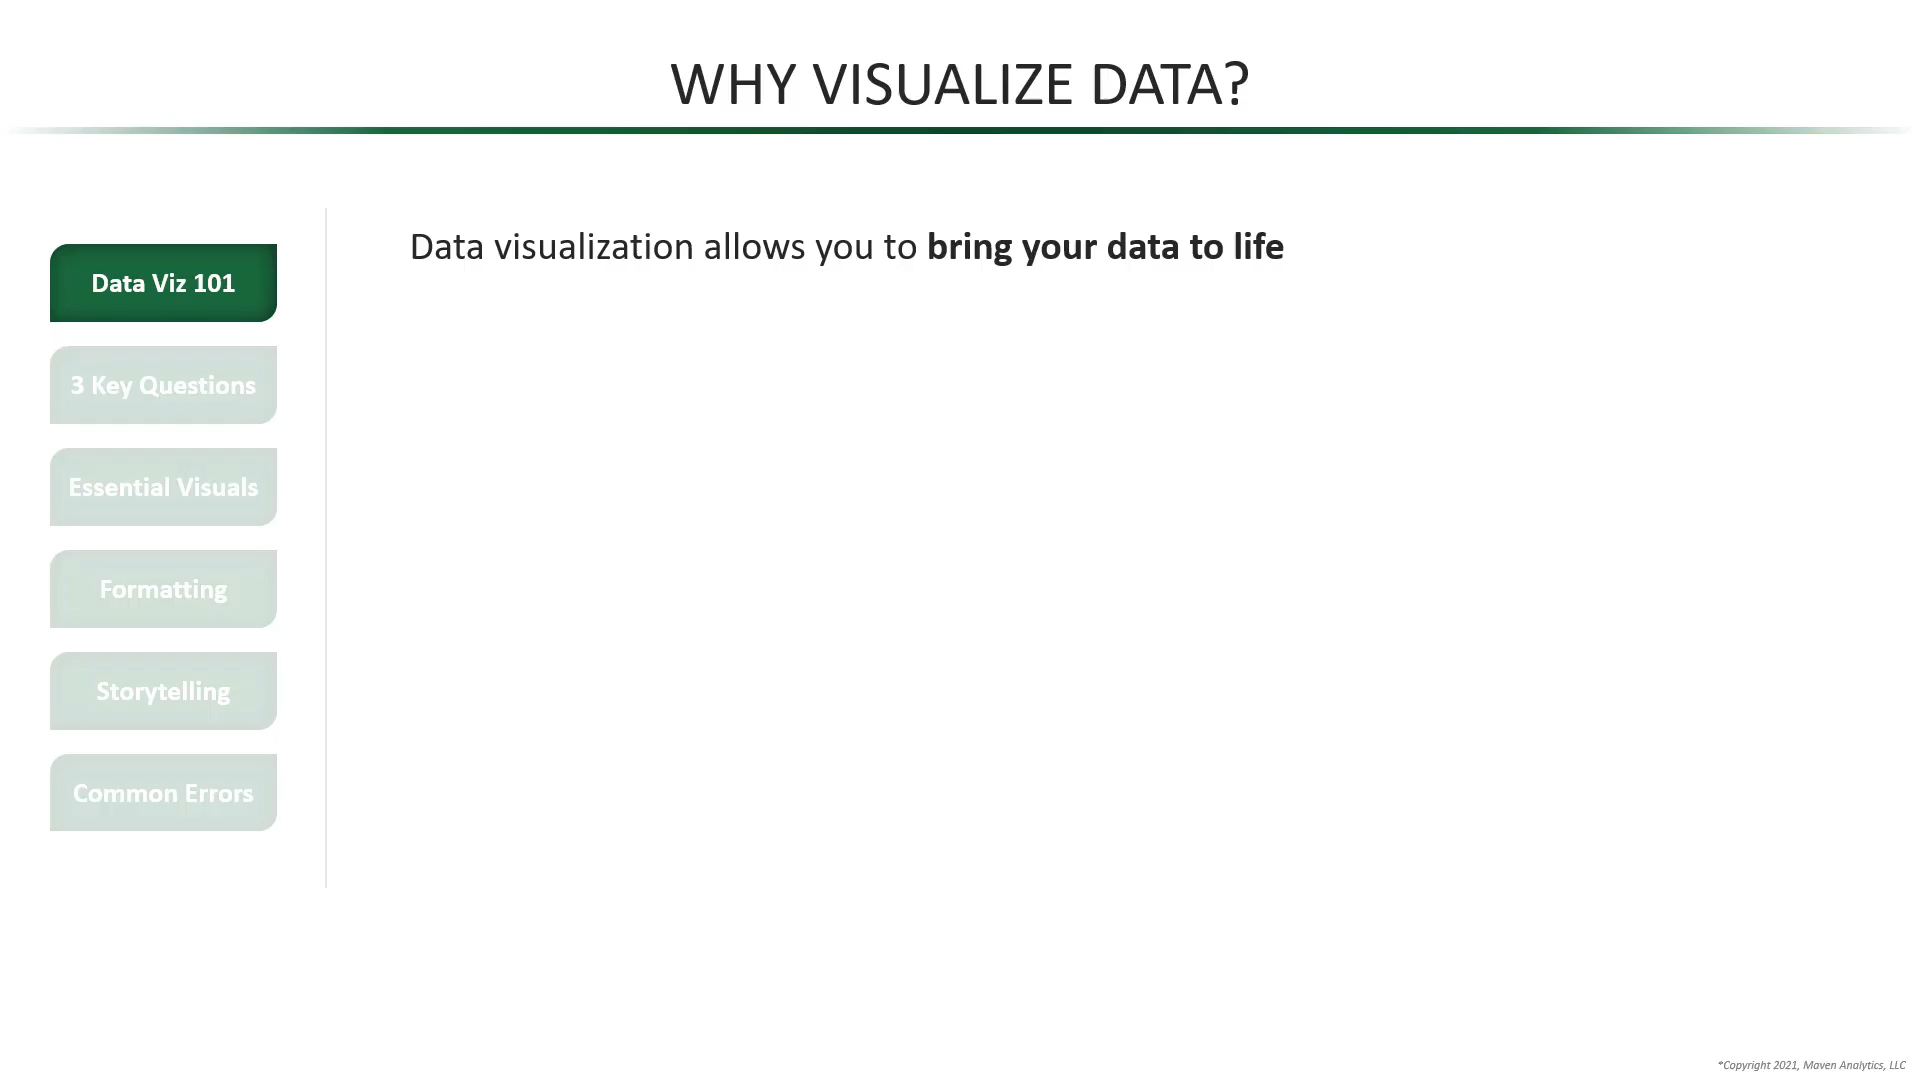 WHY VISUALIZE DATA?
Data Viz 101
3 Key Questions
Essential Visuals
Formatting
Storytelling
Common Errors
Data visualization allows you to bring your data to life
*Copyright 2021, Maven Analytics, LLC